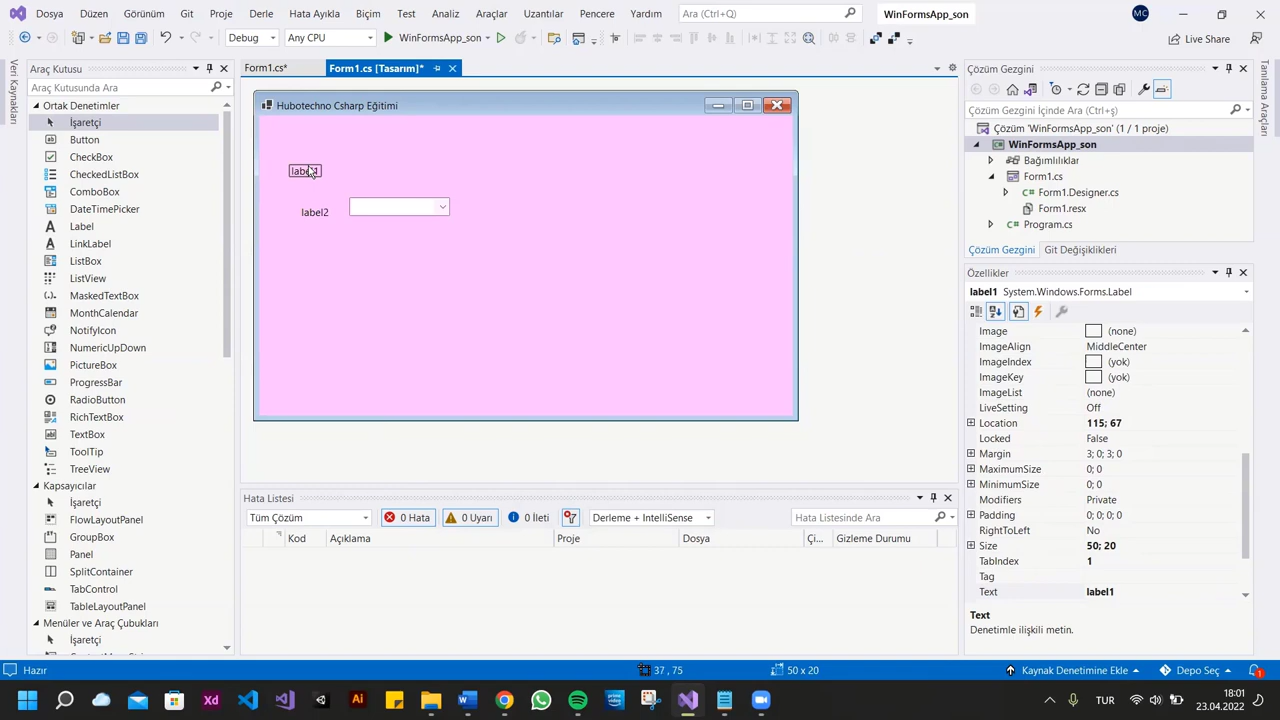 Dosya Düzen Görünüm Git Proje Derle Hata Ayıkla Biçim Test Analiz Araçlar Uzantılar Pencere Yardım Ara (Ctrl+Q) WinFormsApp_son MC
Debug Any CPU WinFormsApp_son Live Share
Veri Kaynakları
Araç Kutusu
Araç Kutusunda Ara
Ortak Denetimler
İşaretçi
Button
CheckBox
CheckedListBox
ComboBox
DateTimePicker
Label
LinkLabel
ListBox
ListView
MaskedTextBox
MonthCalendar
NotifyIcon
NumericUpDown
PictureBox
ProgressBar
RadioButton
RichTextBox
TextBox
ToolTip
TreeView
Kapsayıcılar
İşaretçi
FlowLayoutPanel
GroupBox
Panel
SplitContainer
TabControl
TableLayoutPanel
Menüler ve Araç Çubukları
İşaretçi
Form1.cs* Form1.cs [Tasarım]*
Hubotechno Csharp Eğitimi
label2
Hata Listesi
Tüm Çözüm 0 Hata 0 Uyarı 0 İleti Derleme + IntelliSense Hata Listesinde Ara
Kod Açıklama Proje Dosya Çi... Gizleme Durumu
Çözüm Gezgini
Çözüm Gezgini İçinde Ara (Ctrl+ş)
Çözüm 'WinFormsApp_son' (1 / 1 proje)
WinFormsApp_son
Bağımlılıklar
Form1.cs
Form1.Designer.cs
Form1.resx
Program.cs
Çözüm Gezgini Git Değişiklikleri
Özellikler
label1 System.Windows.Forms.Label
Image (none)
ImageAlign MiddleCenter
ImageIndex (yok)
ImageKey (yok)
ImageList (none)
LiveSetting Off
Location 115; 67
Locked False
Margin 3; 0; 3; 0
MaximumSize 0; 0
MinimumSize 0; 0
Modifiers Private
Padding 0; 0; 0; 0
RightToLeft No
Size 50; 20
TabIndex 1
Tag
Text label1
Text
Denetimle ilişkili metin.
Tanılama Araçları
Hazır 37 , 75 50 x 20 Kaynak Denetimine Ekle Depo Seç 1
Xd Ai TUR 18:01
23.04.2022